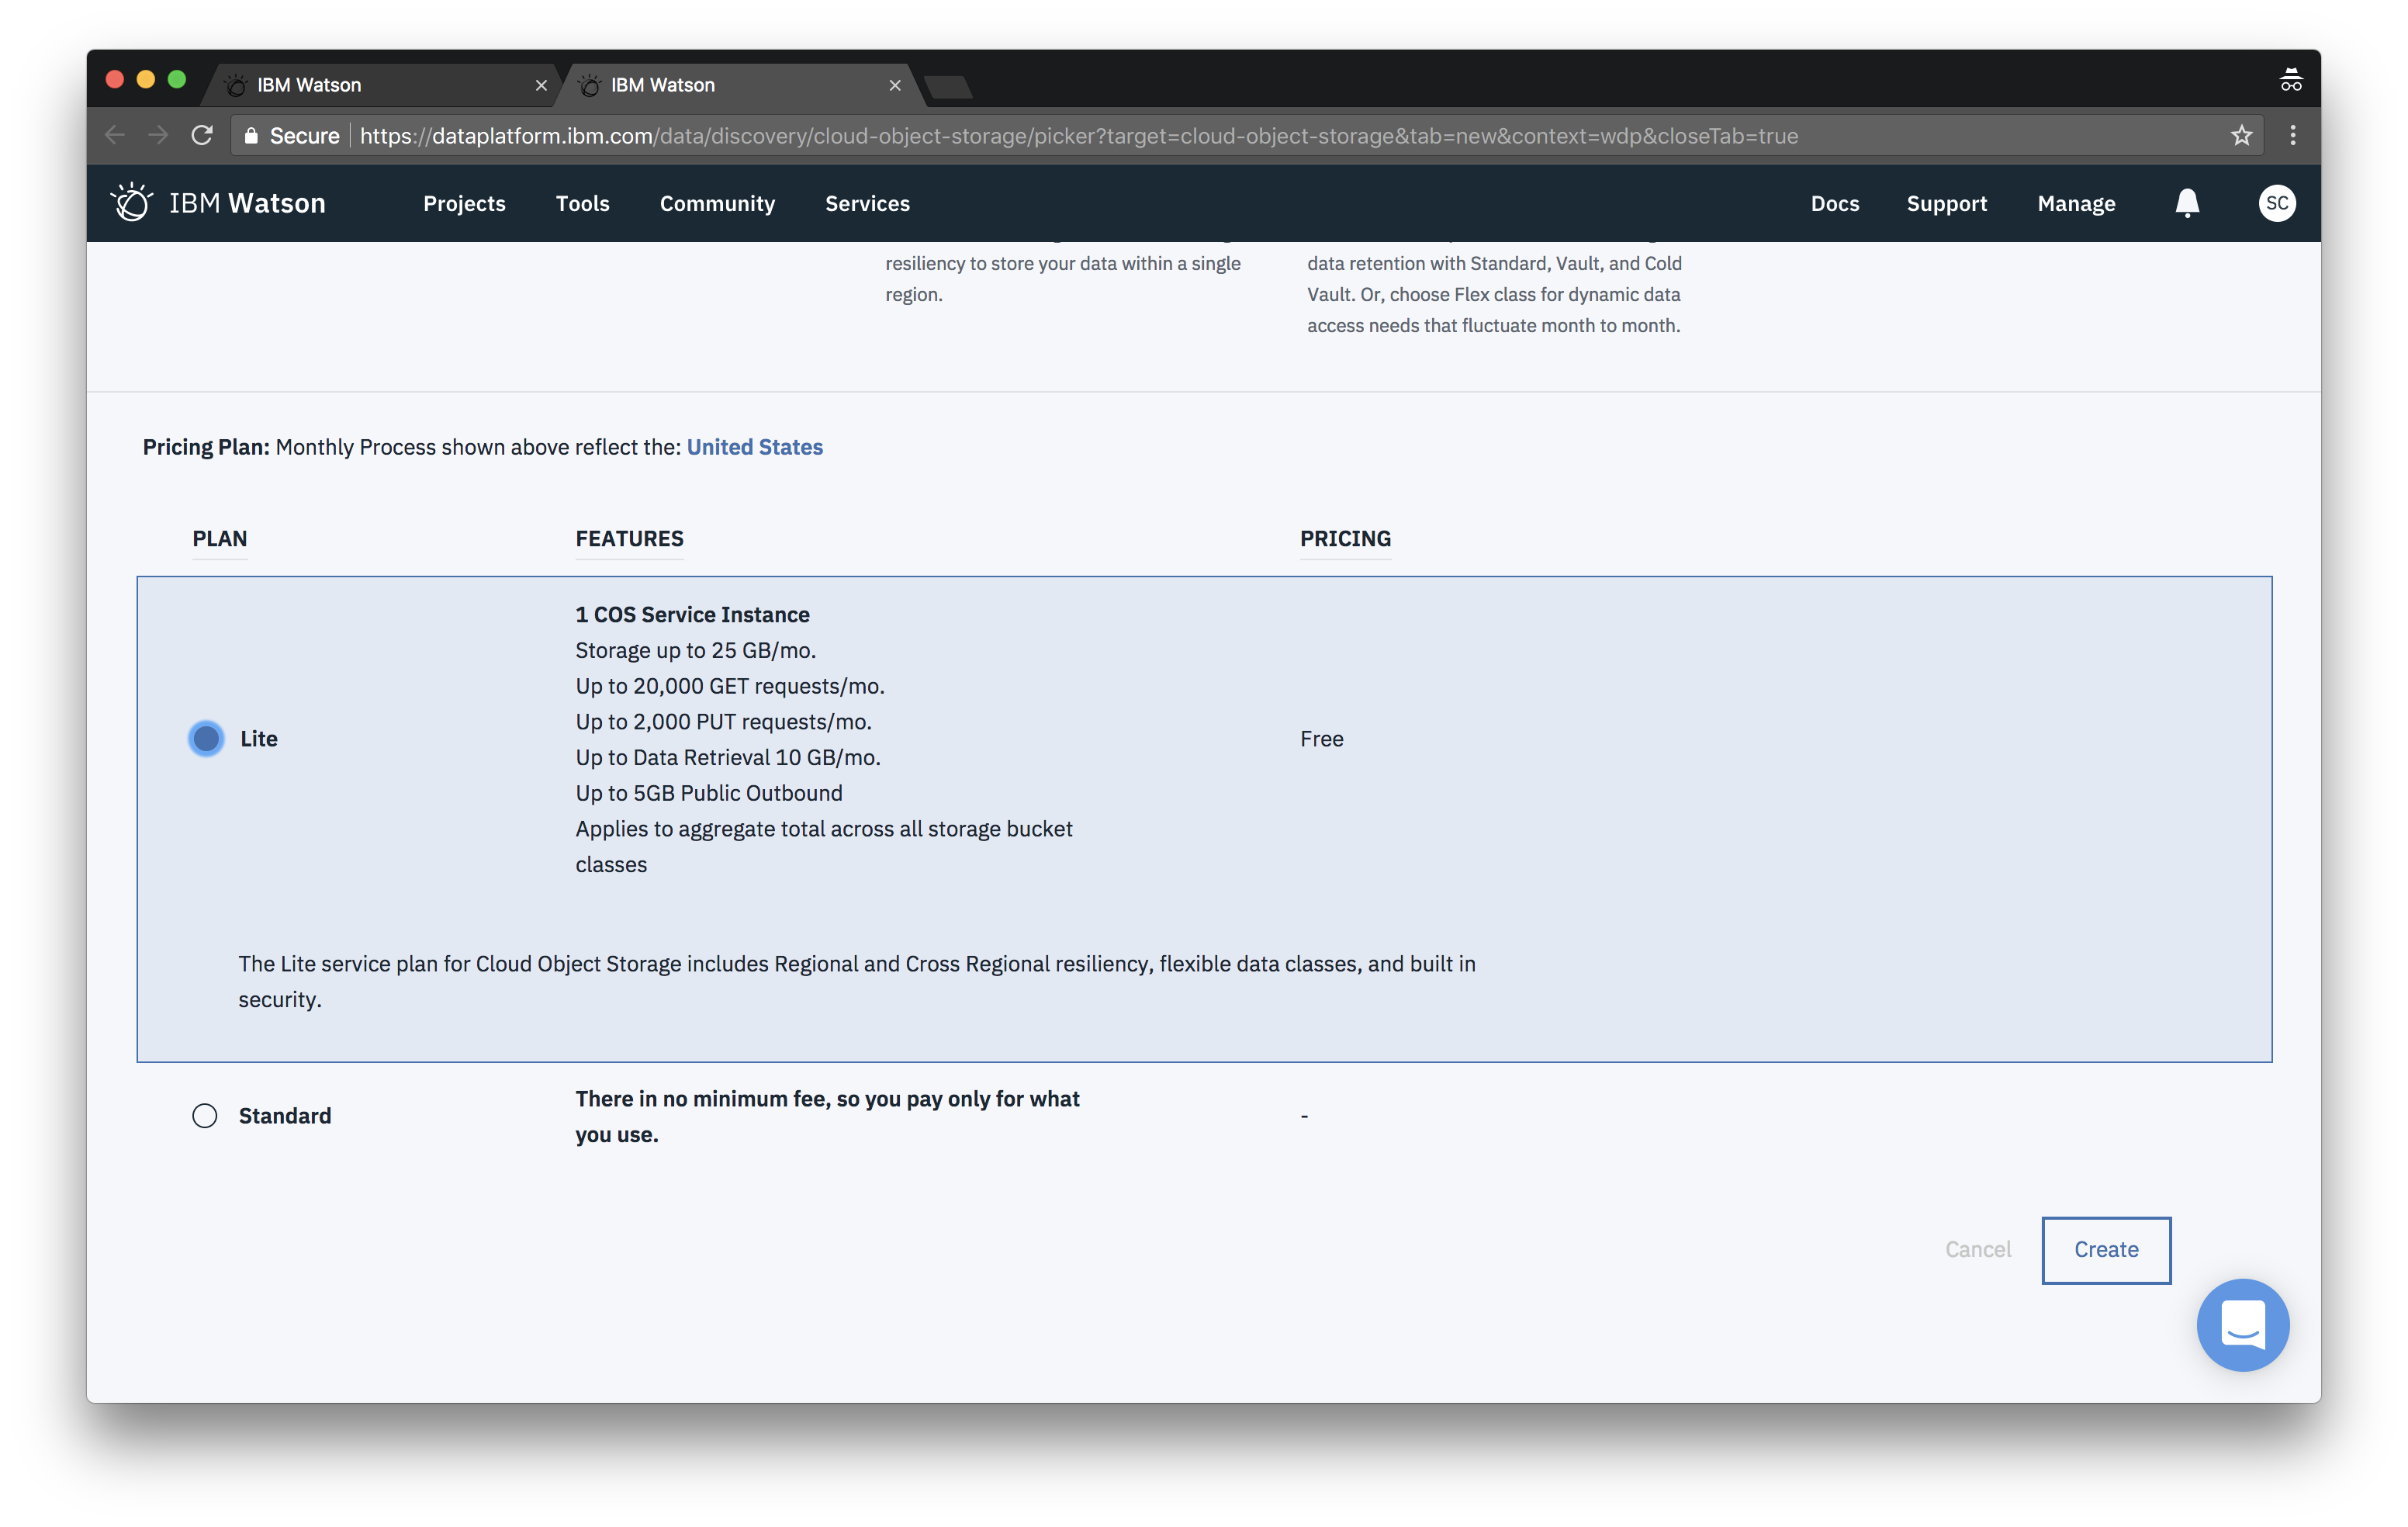 IBM Watson
IBM Watson
Secure https://dataplatform.ibm.com/data/discovery/cloud-object-storage/picker?target=cloud-object-storage&tab=new&context=wdp&closeTab=true
IBM Watson Projects Tools Community Services Docs Support Manage SC
resiliency to store your data within a single
region.
data retention with Standard, Vault, and Cold
Vault. Or, choose Flex class for dynamic data
access needs that fluctuate month to month.
Pricing Plan: Monthly Process shown above reflect the: United States
PLAN FEATURES PRICING
1 COS Service Instance
Storage up to 25 GB/mo.
Up to 20,000 GET requests/mo.
Up to 2,000 PUT requests/mo.
Lite
Free
Up to Data Retrieval 10 GB/mo.
Up to 5GB Public Outbound
Applies to aggregate total across all storage bucket
classes
The Lite service plan for Cloud Object Storage includes Regional and Cross Regional resiliency, flexible data classes, and built in
security.
Standard
There in no minimum fee, so you pay only for what
you use.
-
Cancel Create